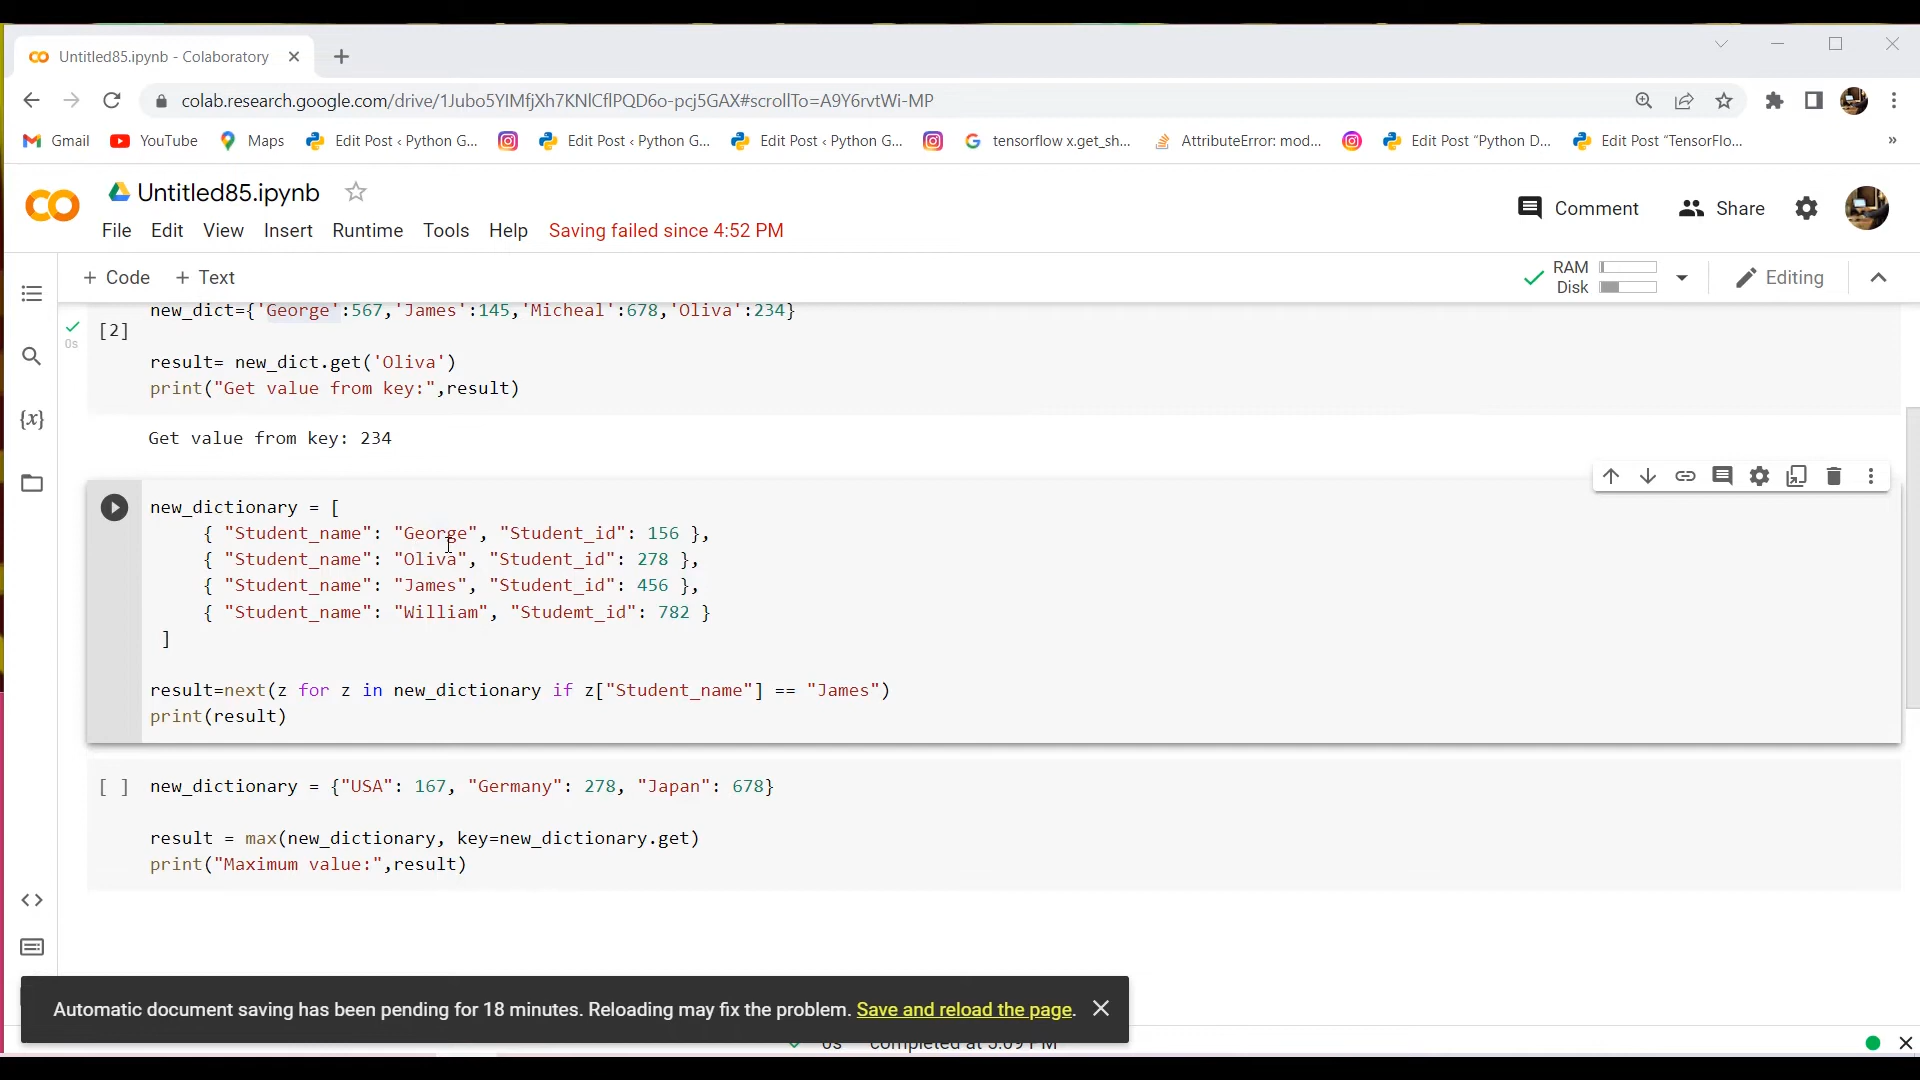 Untitled85.ipynb - Colaboratory
colab.research.google.com/drive/1Jubo5YIMfjXh7KNlCflPQD6o-pcj5GAX#scrollTo=A9Y6rvtWi-MP
Gmail YouTube Maps Edit Post ‹ Python G... Edit Post ‹ Python G... Edit Post ‹ Python G... tensorflow x.get_sh... AttributeError: mod... Edit Post “Python D... Edit Post “TensorFlo... »
Untitled85.ipynb
Comment Share
File Edit View Insert Runtime Tools Help Saving failed since 4:52 PM
+ Code + Text
RAM
Disk
Editing
new_dict={'George':567,'James':145,'Micheal':678,'Oliva':234}
[2]
0s
result= new_dict.get('Oliva')
print("Get value from key:",result)
Get value from key: 234
new_dictionary = [
{ "Student_name": "George", "Student_id": 156 },
{ "Student_name": "Oliva", "Student_id": 278 },
{ "Student_name": "James", "Student_id": 456 },
{ "Student_name": "William", "Studemt_id": 782 }
]
result=next(z for z in new_dictionary if z["Student_name"] == "James")
print(result)
[ ] new_dictionary = {"USA": 167, "Germany": 278, "Japan": 678}
result = max(new_dictionary, key=new_dictionary.get)
print("Maximum value:",result)
Automatic document saving has been pending for 18 minutes. Reloading may fix the problem. Save and reload the page.
0s completed at 5:09 PM